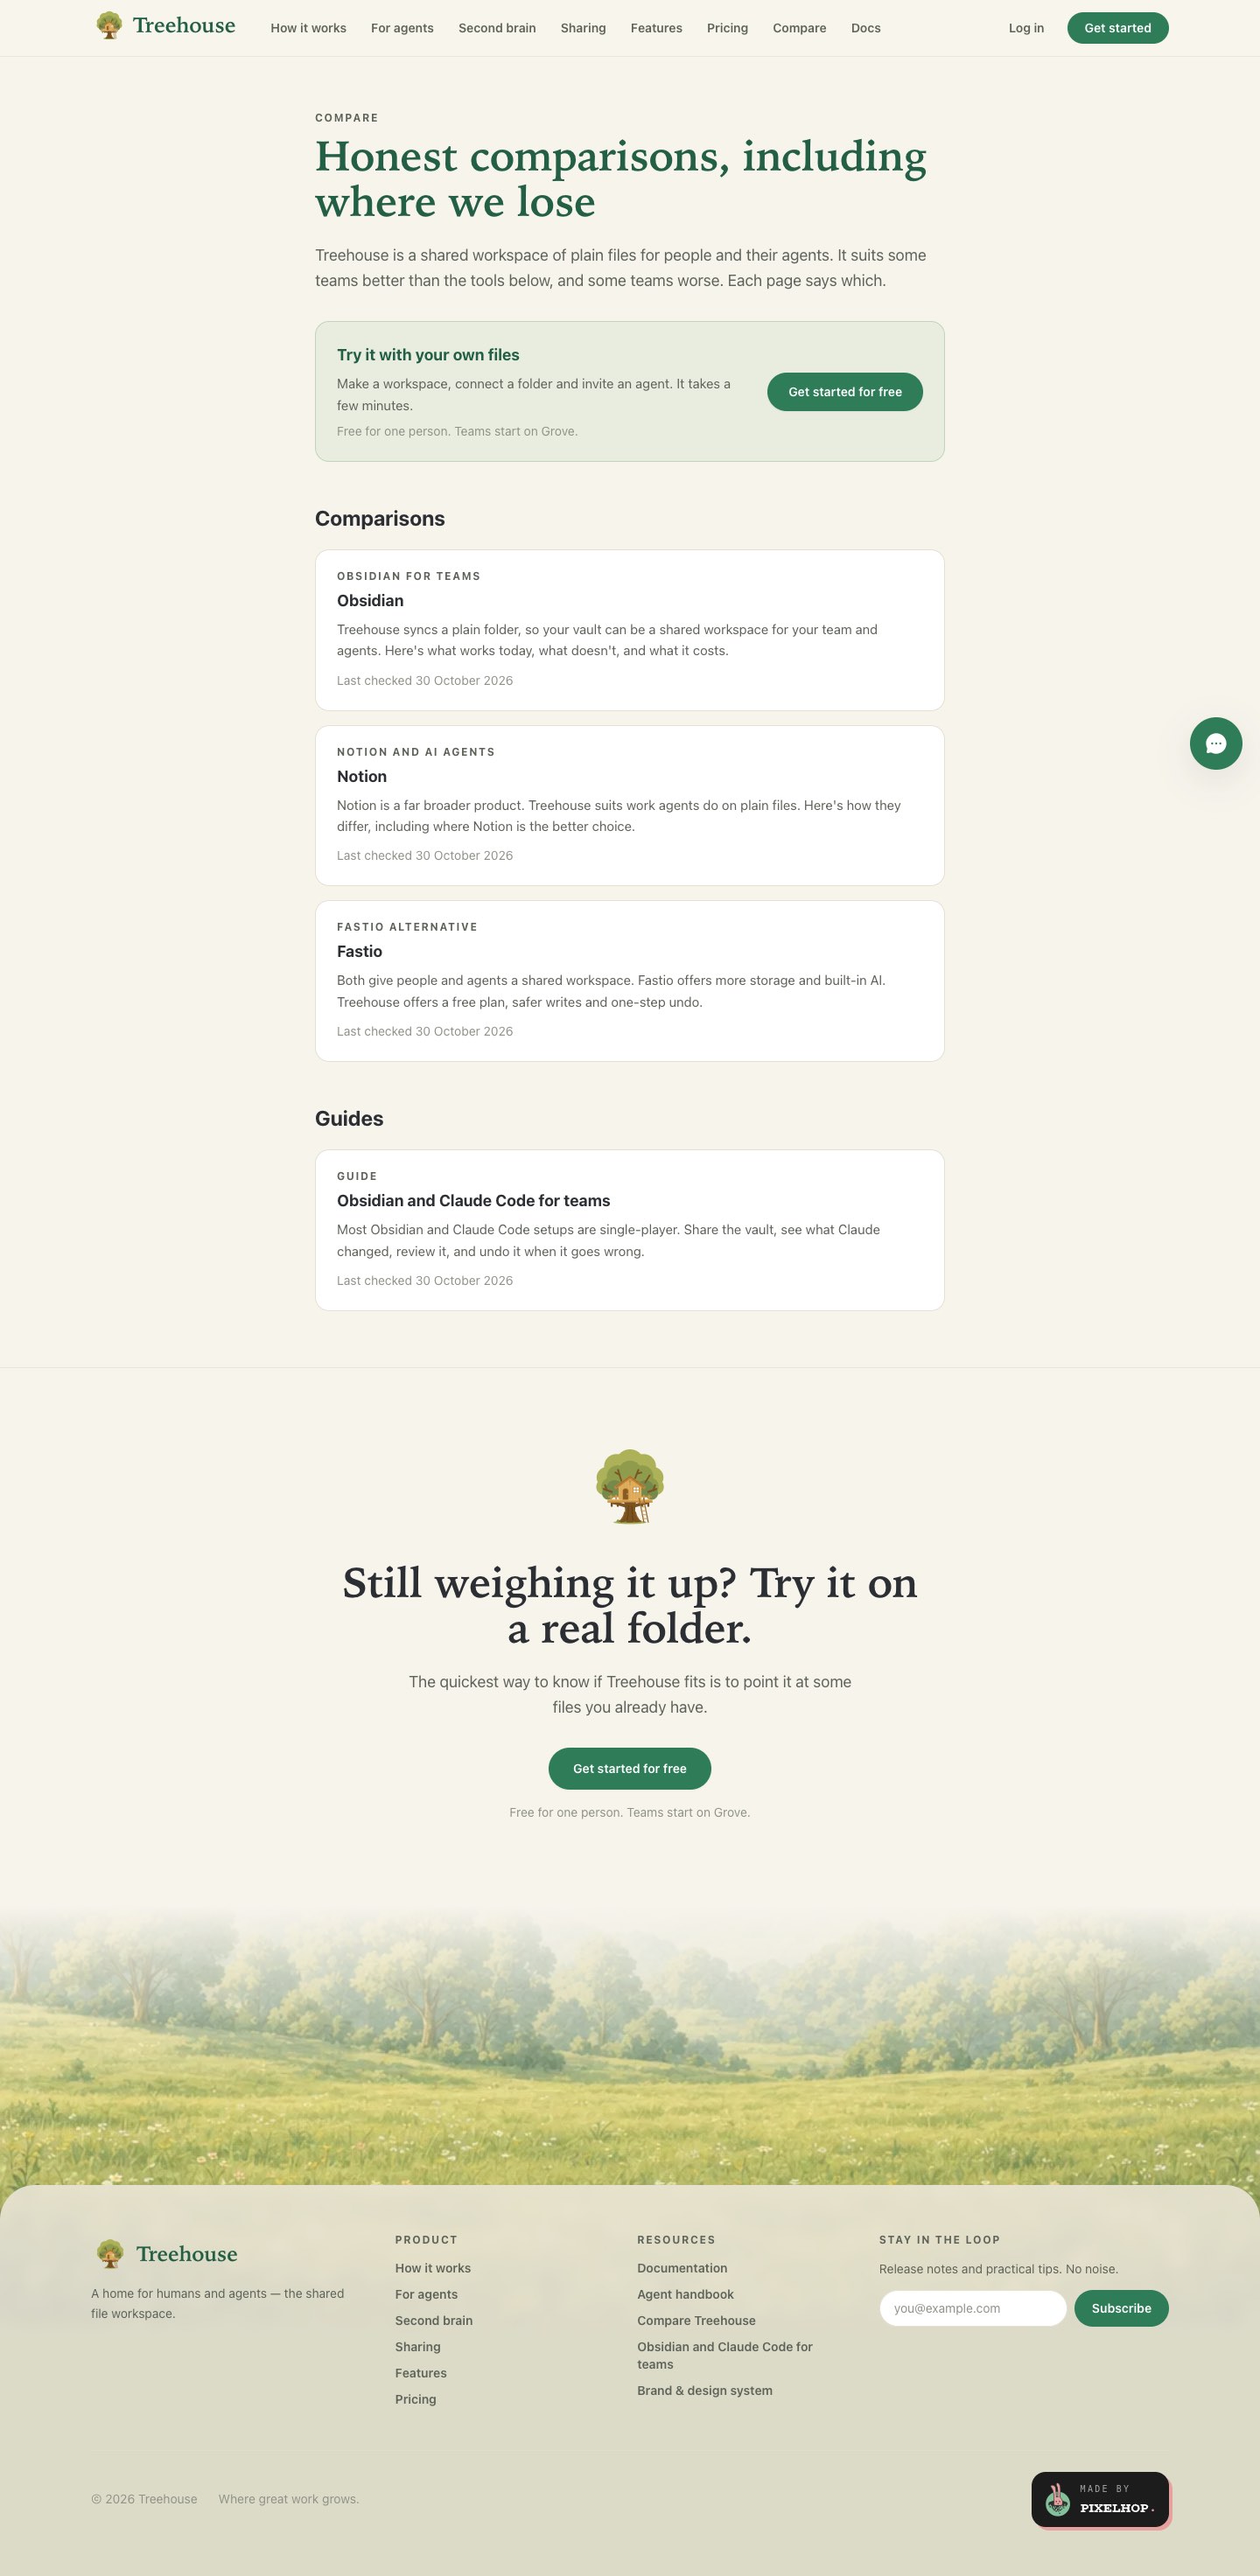 Treehouse
How it works
For agents
Second brain
Sharing
Features
Pricing
Compare
Docs
Log in
Get started
COMPARE
Honest comparisons, including
where we lose
Treehouse is a shared workspace of plain files for people and their agents. It suits some
teams better than the tools below, and some teams worse. Each page says which.
Try it with your own files
Make a workspace, connect a folder and invite an agent. It takes a
few minutes.
Free for one person. Teams start on Grove.
Get started for free
Comparisons
OBSIDIAN FOR TEAMS
Obsidian
Treehouse syncs a plain folder, so your vault can be a shared workspace for your team and
agents. Here's what works today, what doesn't, and what it costs.
Last checked 30 October 2026
NOTION AND AI AGENTS
Notion
Notion is a far broader product. Treehouse suits work agents do on plain files. Here's how they
differ, including where Notion is the better choice.
Last checked 30 October 2026
FASTIO ALTERNATIVE
Fastio
Both give people and agents a shared workspace. Fastio offers more storage and built-in AI.
Treehouse offers a free plan, safer writes and one-step undo.
Last checked 30 October 2026
Guides
GUIDE
Obsidian and Claude Code for teams
Most Obsidian and Claude Code setups are single-player. Share the vault, see what Claude
changed, review it, and undo it when it goes wrong.
Last checked 30 October 2026
Still weighing it up? Try it on
a real folder.
The quickest way to know if Treehouse fits is to point it at some
files you already have.
Get started for free
Free for one person. Teams start on Grove.
Treehouse
A home for humans and agents — the shared
file workspace.
PRODUCT
How it works
For agents
Second brain
Sharing
Features
Pricing
RESOURCES
Documentation
Agent handbook
Compare Treehouse
Obsidian and Claude Code for
teams
Brand & design system
STAY IN THE LOOP
Release notes and practical tips. No noise.
you@example.com
Subscribe
© 2026 Treehouse
Where great work grows.
MADE BY
PIXELHOP.